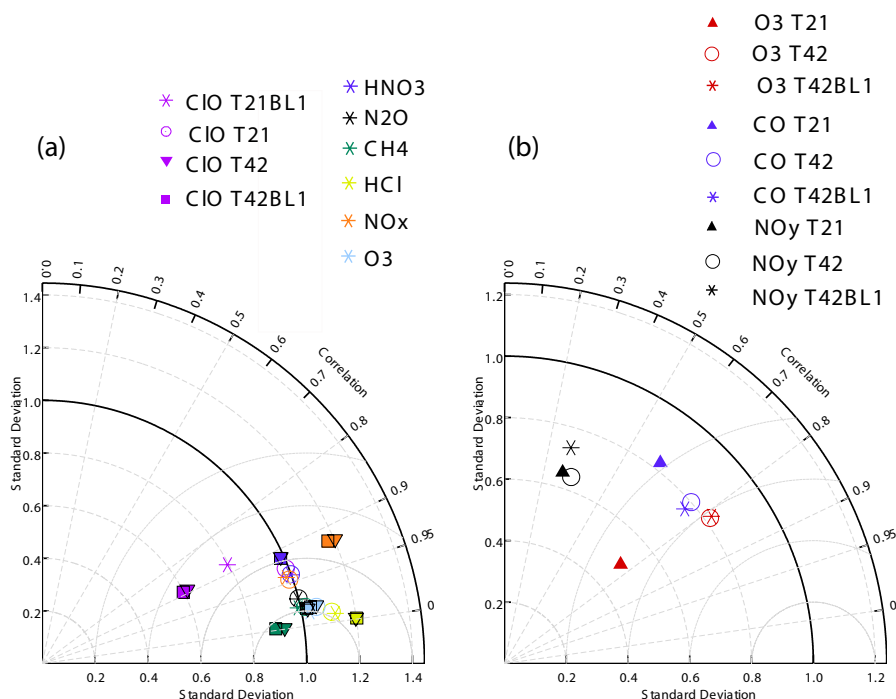 (a)
ClO T21BL1
ClO T21
ClO T42
ClO T42BL1
HNO3
N2O
CH4
HCl
NOx
O3
0.0
0.1
0.2
0.3
0.4
0.5
0.6
0.7
0.8
0.9
0.95
0
Correlation
1.4
1.2
1.0
0.8
0.6
0.4
0.2
Standard Deviation
0.2
0.4
0.6
0.8
1.0
1.2
1.4
Standard Deviation
(b)
O3 T21
O3 T42
O3 T42BL1
CO T21
CO T42
CO T42BL1
NOy T21
NOy T42
NOy T42BL1
0.0
0.1
0.2
0.3
0.4
0.5
0.6
0.7
0.8
0.9
0.95
Correlation
1.2
1.0
0.8
0.6
0.4
0.2
Standard Deviation
0.2
0.4
0.6
0.8
1.0
1.2
Standard Deviation